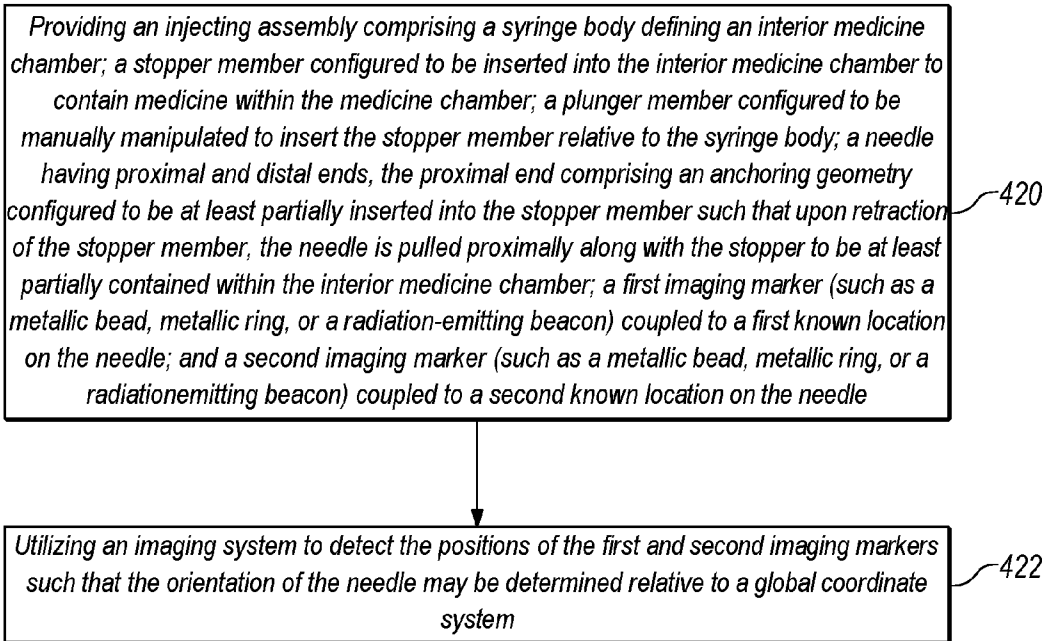 Providing an injecting assembly comprising a syringe body defining an interior medicine
chamber; a stopper member configured to be inserted into the interior medicine chamber to
contain medicine within the medicine chamber; a plunger member configured to be
manually manipulated to insert the stopper member relative to the syringe body; a needle
having proximal and distal ends, the proximal end comprising an anchoring geometry
configured to be at least partially inserted into the stopper member such that upon retraction
of the stopper member, the needle is pulled proximally along with the stopper to be at least
partially contained within the interior medicine chamber; a first imaging marker (such as a
metallic bead, metallic ring, or a radiation-emitting beacon) coupled to a first known location
on the needle; and a second imaging marker (such as a metallic bead, metallic ring, or a
radiationemitting beacon) coupled to a second known location on the needle
420
Utilizing an imaging system to detect the positions of the first and second imaging markers
such that the orientation of the needle may be determined relative to a global coordinate
system
422